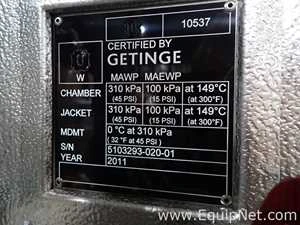 10537
CERTIFIED BY
GETINGE
W
MAWP MAEWP
CHAMBER 310 kPa 100 kPa at 149°C
(45 PSI) (15 PSI) (at 300°F)
JACKET 310 kPa 100 kPa at 149°C
(45 PSI) (15 PSI) (at 300°F)
MDMT 0 °C at 310 kPa
( 32 °F at 45 PSI )
S/N 5103293-020-01
YEAR 2011
www.EquipNet.com